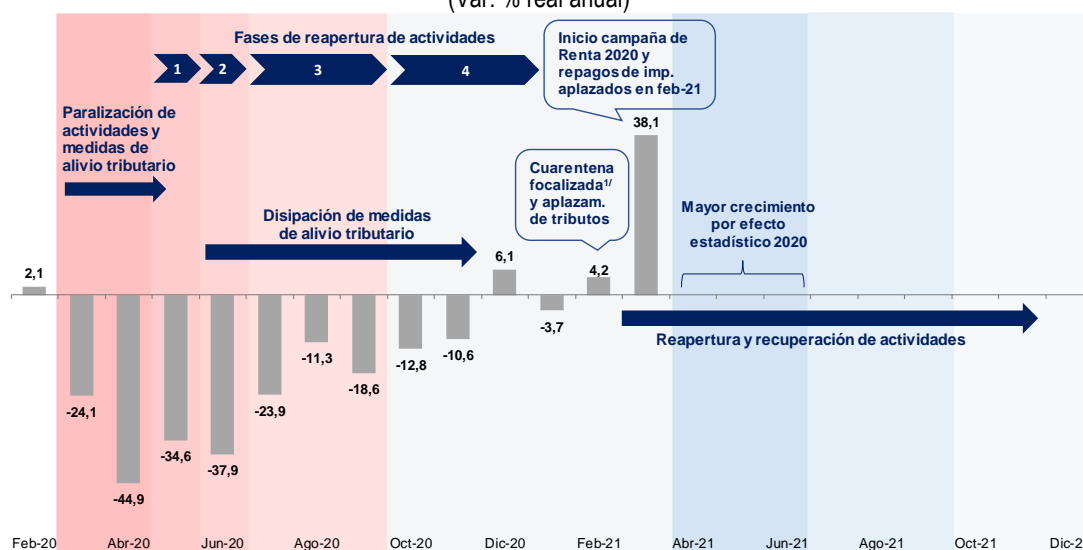 (Var. % real anual)
Fases de reapertura de actividades
1
2
3
4
Inicio campaña de
Renta 2020 y
repagos de imp.
aplazados en feb-21
Paralización de
actividades y
medidas de
alivio tributario
Cuarentena
focalizada1/
y aplazam.
de tributos
Disipación de medidas
de alivio tributario
Mayor crecimiento
por efecto
estadístico 2020
Reapertura y recuperación de actividades
2,1
-24,1
-44,9
-34,6
-37,9
-23,9
-11,3
-18,6
-12,8
-10,6
6,1
-3,7
4,2
38,1
Feb-20
Abr-20
Jun-20
Ago-20
Oct-20
Dic-20
Feb-21
Abr-21
Jun-21
Ago-21
Oct-21
Dic-2